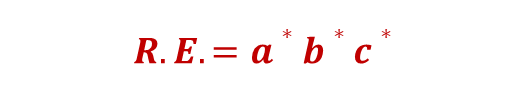 R. E. = a * b * c *